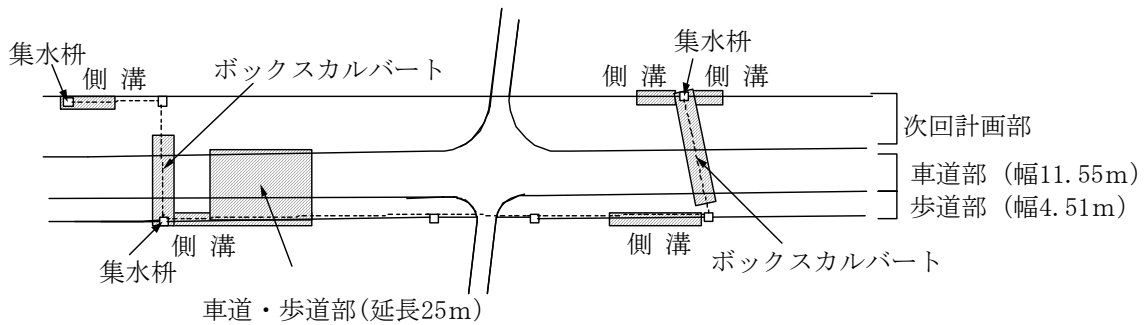 集水枡
側 溝
ボックスカルバート
集水枡
側 溝
側 溝
次回計画部
車道部 (幅11.55m)
歩道部 (幅4.51m)
側 溝
集水枡
側 溝
ボックスカルバート
車道・歩道部(延長25m)